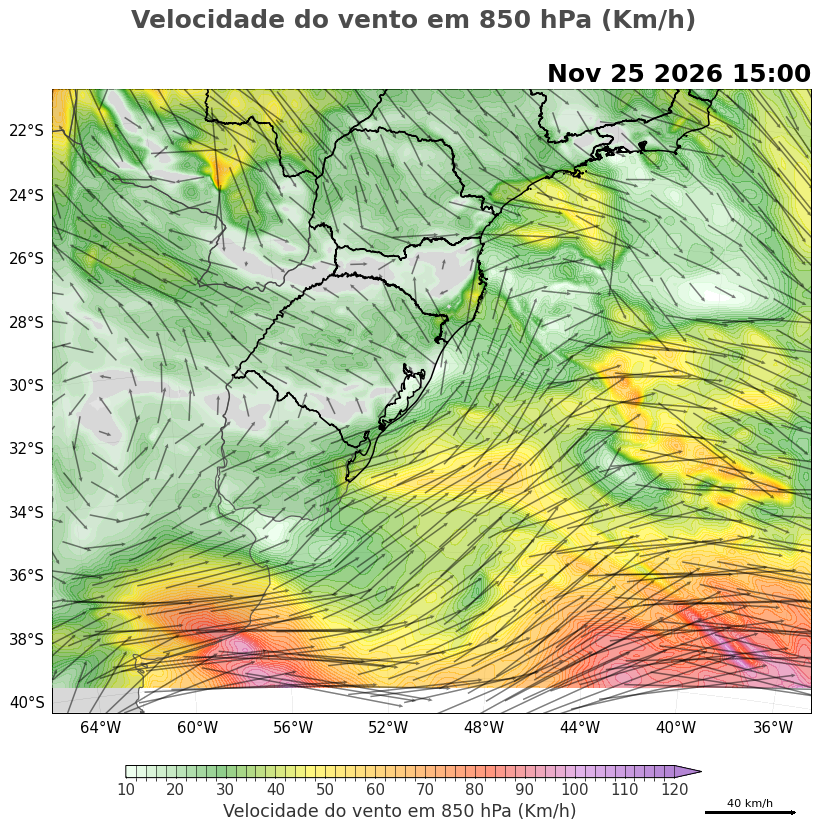 Velocidade do vento em 850 hPa (Km/h)
Nov 25 2026 15:00
22°S
24°S
26°S
28°S
30°S
32°S
34°S
36°S
38°S
40°S
64°W 60°W 56°W 52°W 48°W 44°W 40°W 36°W
10 20 30 40 50 60 70 80 90 100 110 120
Velocidade do vento em 850 hPa (Km/h)
40 km/h